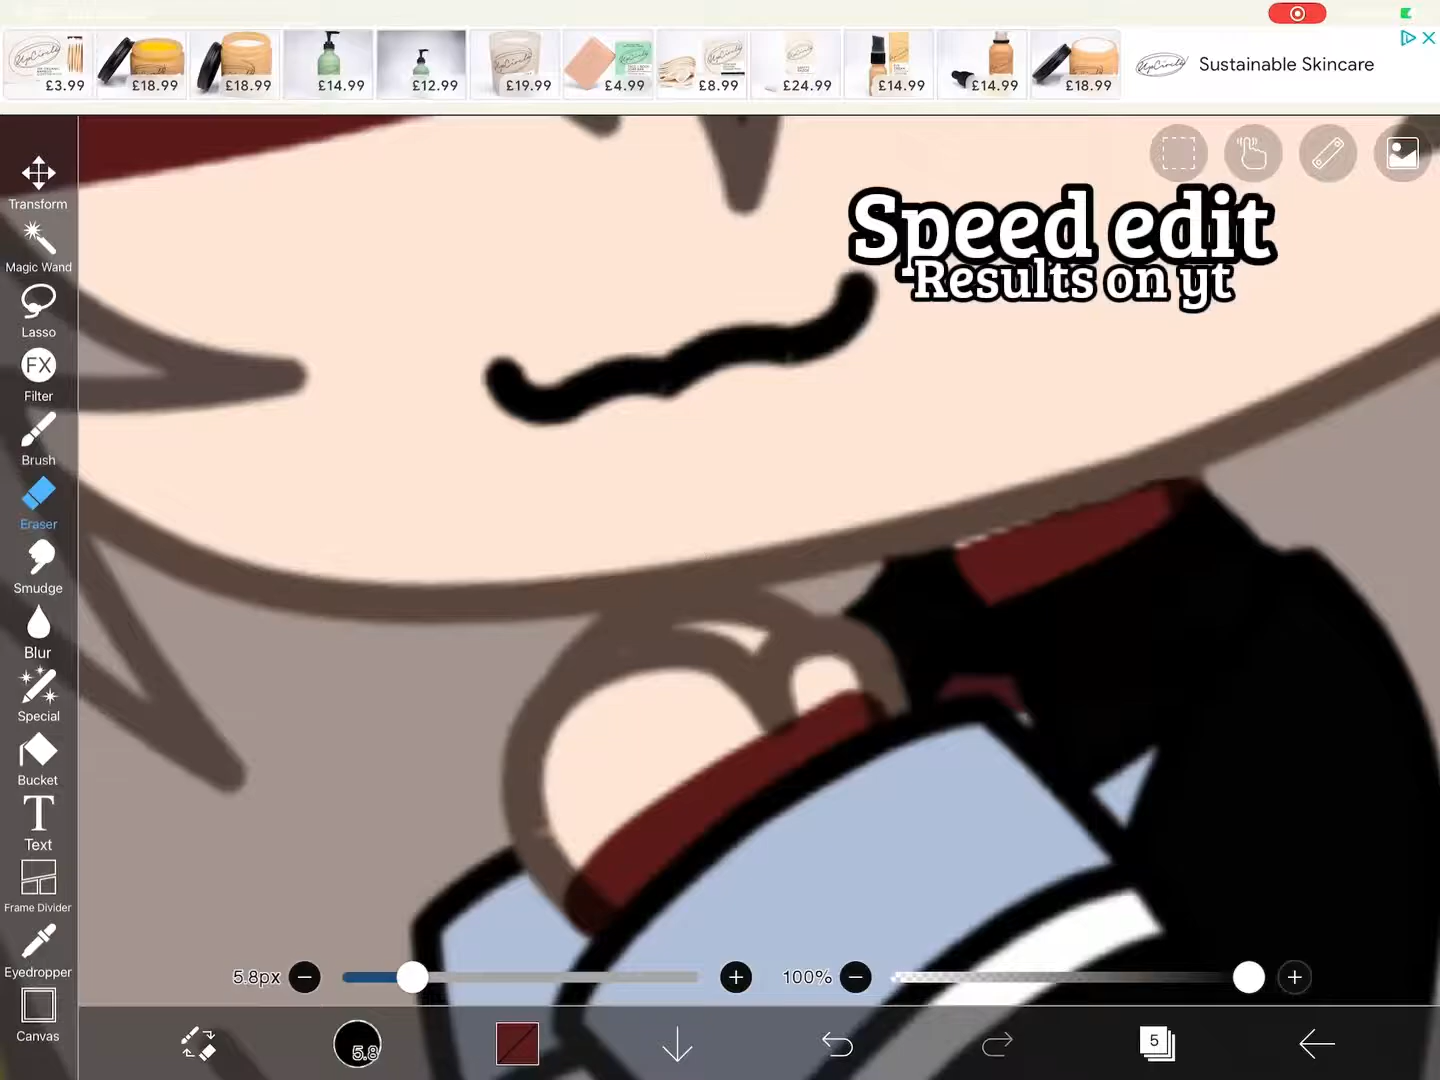 £3.99
£18.99
£18.99
£14.99
£12.99
£19.99
£4.99
£8.99
£24.99
£14.99
£14.99
£18.99
UpCircle
Sustainable Skincare
Transform
Magic Wand
Lasso
FX
Filter
Brush
Eraser
Smudge
Blur
Special
Bucket
T
Text
Frame Divider
Eyedropper
Canvas
Speed edit
-Results on yt
5.8px
100%
5.8
5